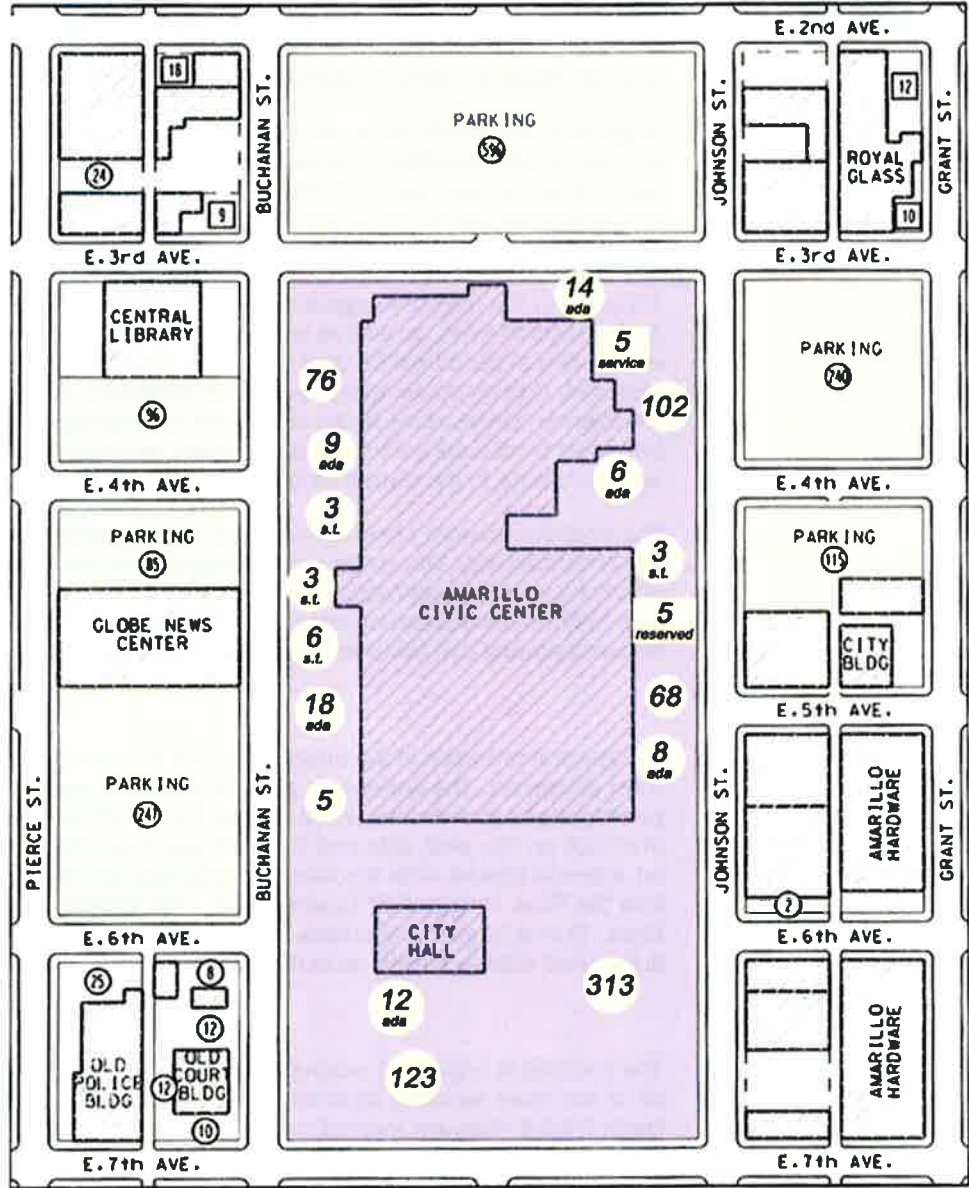 E.2nd AVE.
18
BUCHANAN ST.
PARKING
596
JOHNSON ST.
12
ROYAL
GLASS
GRANT ST.
24
9
10
E.3rd AVE.
E.3rd AVE.
CENTRAL
LIBRARY
96
14
ada
5
service
76
102
PARKING
240
9
ada
6
ada
E.4th AVE.
E.4th AVE.
3
s.t.
PARKING
85
PARKING
115
3
s.t.
3
s.t.
AMARILLO
CIVIC CENTER
GLOBE NEWS
CENTER
5
reserved
6
s.t.
CITY
BLDG
18
ada
68
E.5th AVE.
8
ada
PIERCE ST.
PARKING
241
BUCHANAN ST.
5
JOHNSON ST.
AMARILLO
HARDWARE
GRANT ST.
2
E.6th AVE.
CITY
HALL
E.6th AVE.
25
8
12
12
ada
313
OLD
POLICE
BLDG
12
OLD
COURT
BLDG
10
123
AMARILLO
HARDWARE
E.7th AVE.
E.7th AVE.